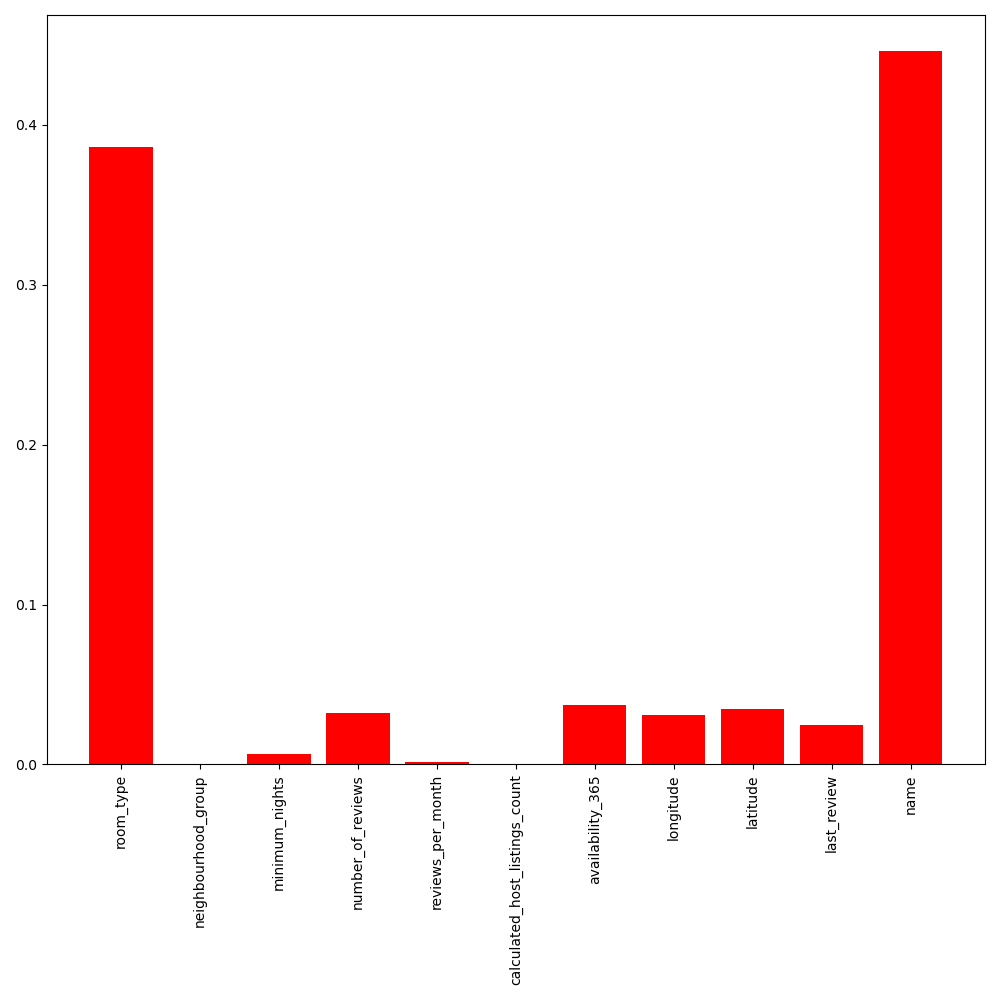 0.4
0.3
0.2
0.1
0.0
room_type
neighbourhood_group
minimum_nights
number_of_reviews
reviews_per_month
calculated_host_listings_count
availability_365
longitude
latitude
last_review
name